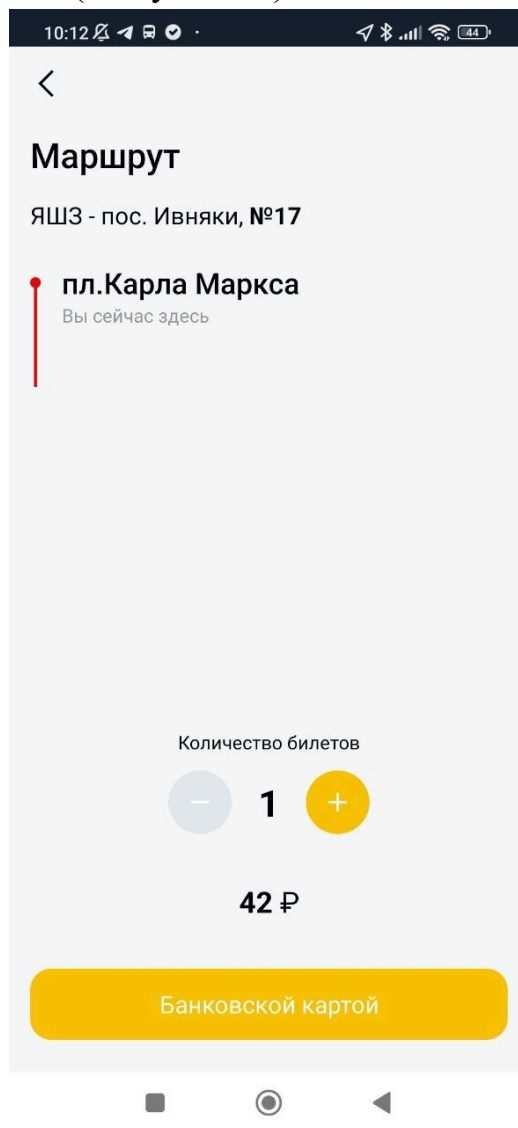 10:12
44
Маршрут
ЯШЗ - пос. Ивняки, №17
пл.Карла Маркса
Вы сейчас здесь
Количество билетов
1
42 ₽
Банковской картой